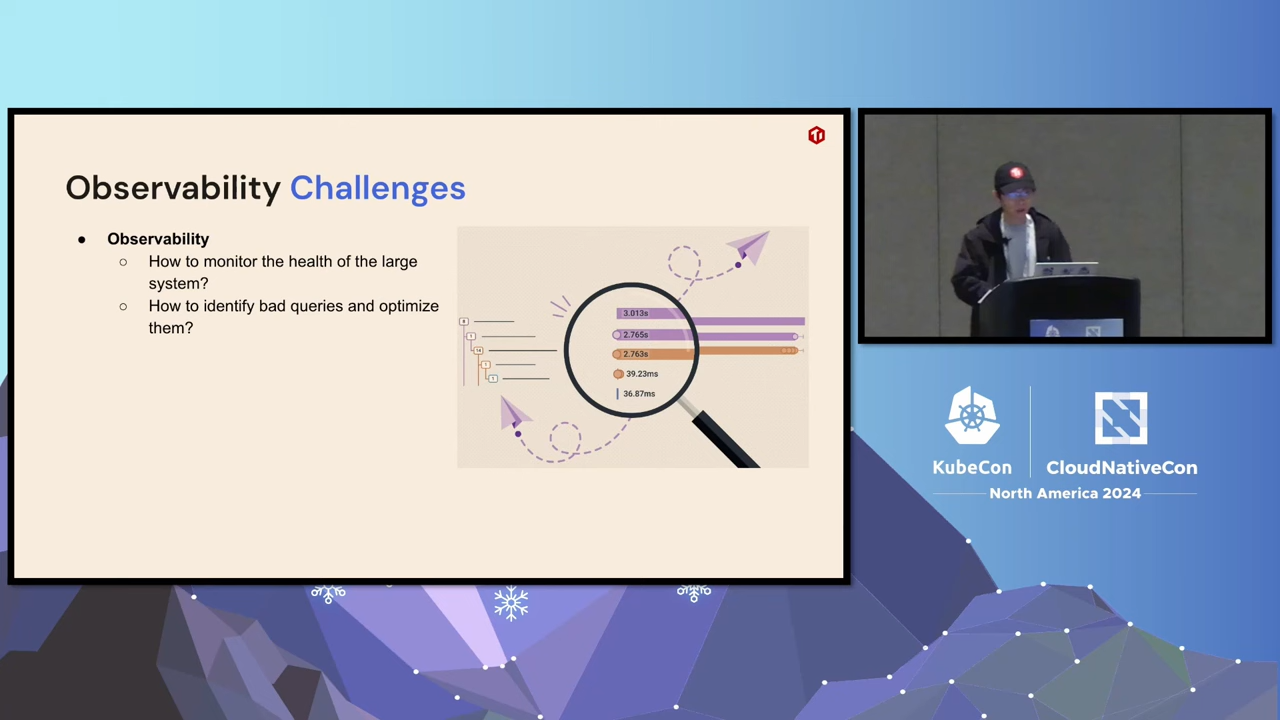 Observability Challenges
● Observability
○ How to monitor the health of the large
system?
○ How to identify bad queries and optimize
them?
3.013s
2.765s
2.763s
39.23ms
36.87ms
KubeCon
CloudNativeCon
North America 2024